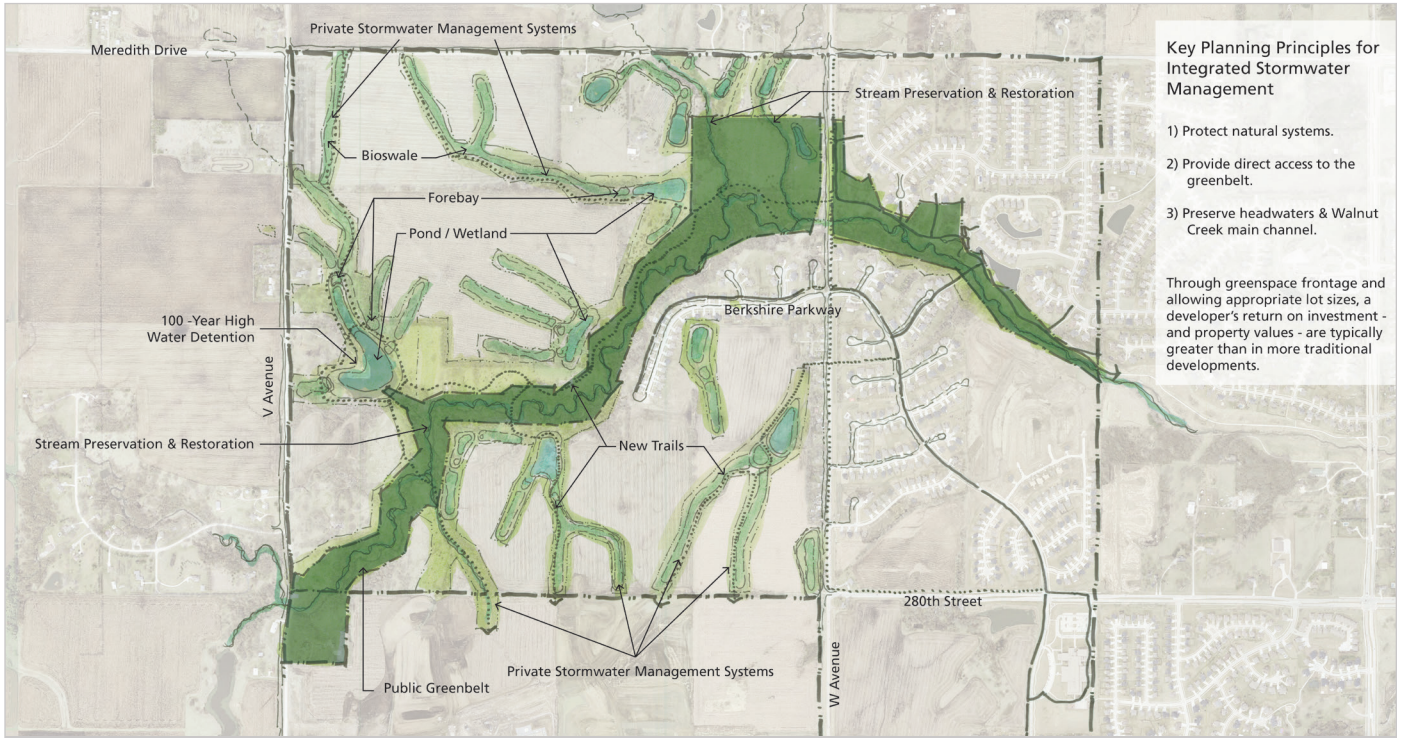 Private Stormwater Management Systems
Meredith Drive
Stream Preservation & Restoration
Bioswale
Forebay
Pond / Wetland
Berkshire Parkway
100 -Year High
Water Detention
V Avenue
Stream Preservation & Restoration
New Trails
280th Street
Private Stormwater Management Systems
W Avenue
Public Greenbelt
Key Planning Principles for
Integrated Stormwater
Management
1) Protect natural systems.
2) Provide direct access to the
greenbelt.
3) Preserve headwaters & Walnut
Creek main channel.
Through greenspace frontage and
allowing appropriate lot sizes, a
developer's return on investment -
and property values - are typically
greater than in more traditional
developments.